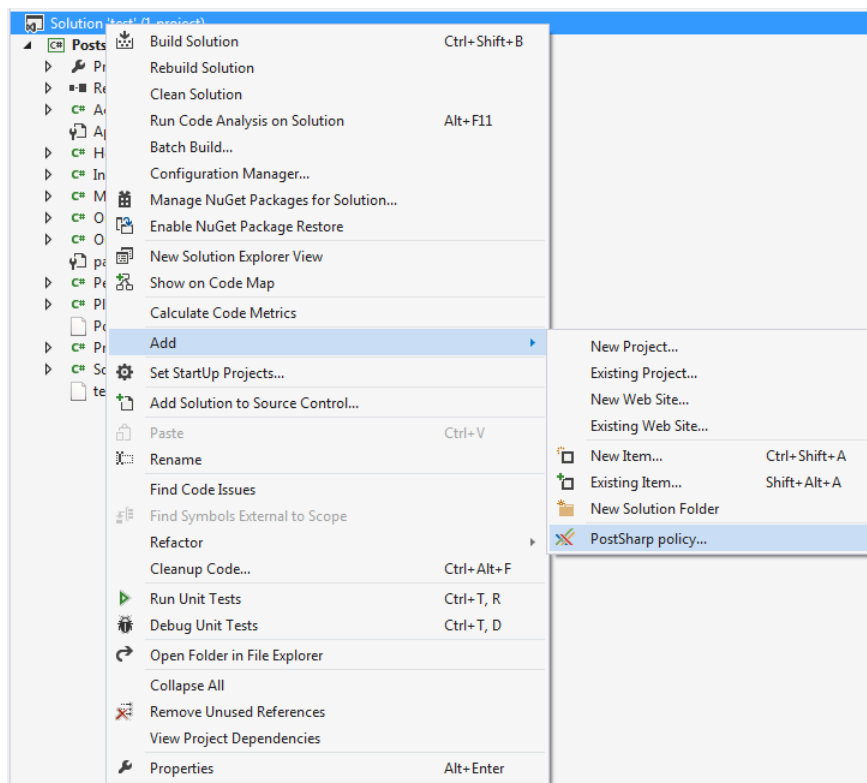 Solution 'test' (1 project)
Posts
Pr
Re
Ac
Ap
H
In
M
O
O
pa
Pe
Pl
Po
Pr
Sc
te
Build Solution Ctrl+Shift+B
Rebuild Solution
Clean Solution
Run Code Analysis on Solution Alt+F11
Batch Build...
Configuration Manager...
Manage NuGet Packages for Solution...
Enable NuGet Package Restore
New Solution Explorer View
Show on Code Map
Calculate Code Metrics
Add
Set StartUp Projects...
Add Solution to Source Control...
Paste Ctrl+V
Rename
Find Code Issues
Find Symbols External to Scope
Refactor
Cleanup Code... Ctrl+Alt+F
Run Unit Tests Ctrl+T, R
Debug Unit Tests Ctrl+T, D
Open Folder in File Explorer
Collapse All
Remove Unused References
View Project Dependencies
Properties Alt+Enter
New Project...
Existing Project...
New Web Site...
Existing Web Site...
New Item... Ctrl+Shift+A
Existing Item... Shift+Alt+A
New Solution Folder
PostSharp policy...